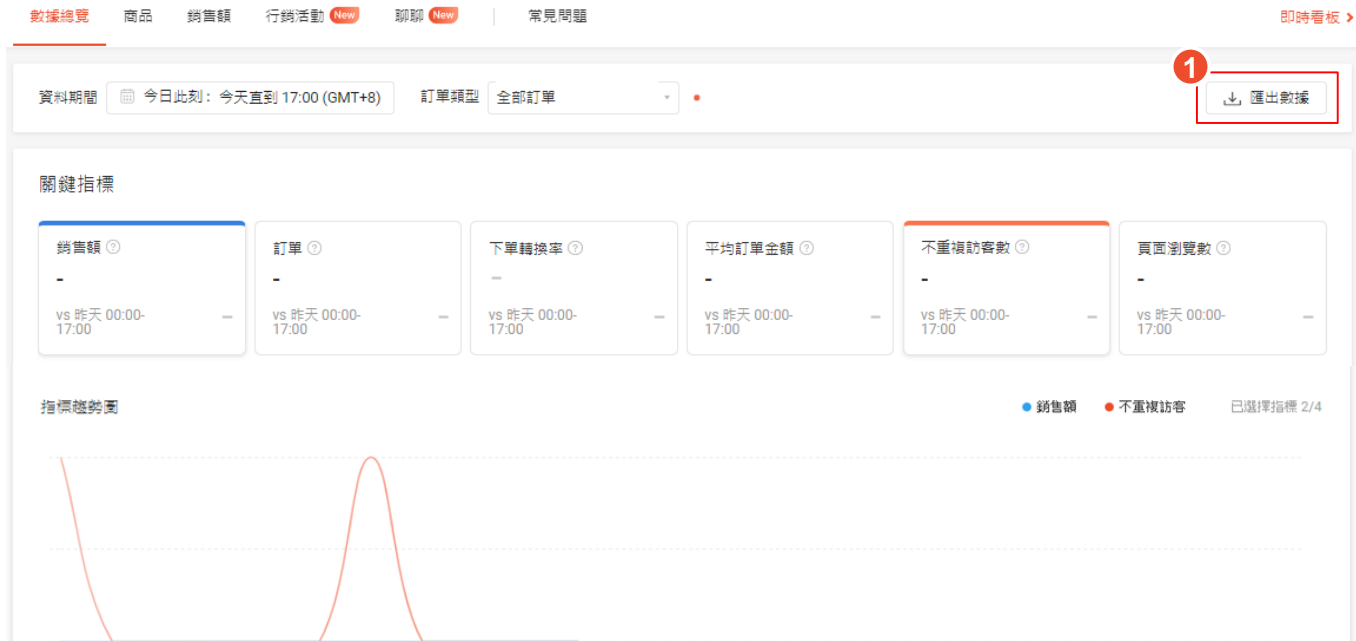 數據總覽 商品 銷售額 行銷活動 New 聊聊 New 常見問題 即時看板
1
資料期間 今日此刻: 今天直到 17:00 (GMT+8) 訂單類型 全部訂單 匯出數據
關鍵指標
銷售額 ? 訂單 ? 下單轉換率 ? 平均訂單金額 ? 不重複訪客數 ? 頁面瀏覽數 ?
- - - - - -
vs 昨天 00:00- – vs 昨天 00:00- – vs 昨天 00:00- – vs 昨天 00:00- – vs 昨天 00:00- – vs 昨天 00:00- –
17:00 17:00 17:00 17:00 17:00 17:00
指標趨勢圖 銷售額 不重複訪客 已選擇指標 2/4